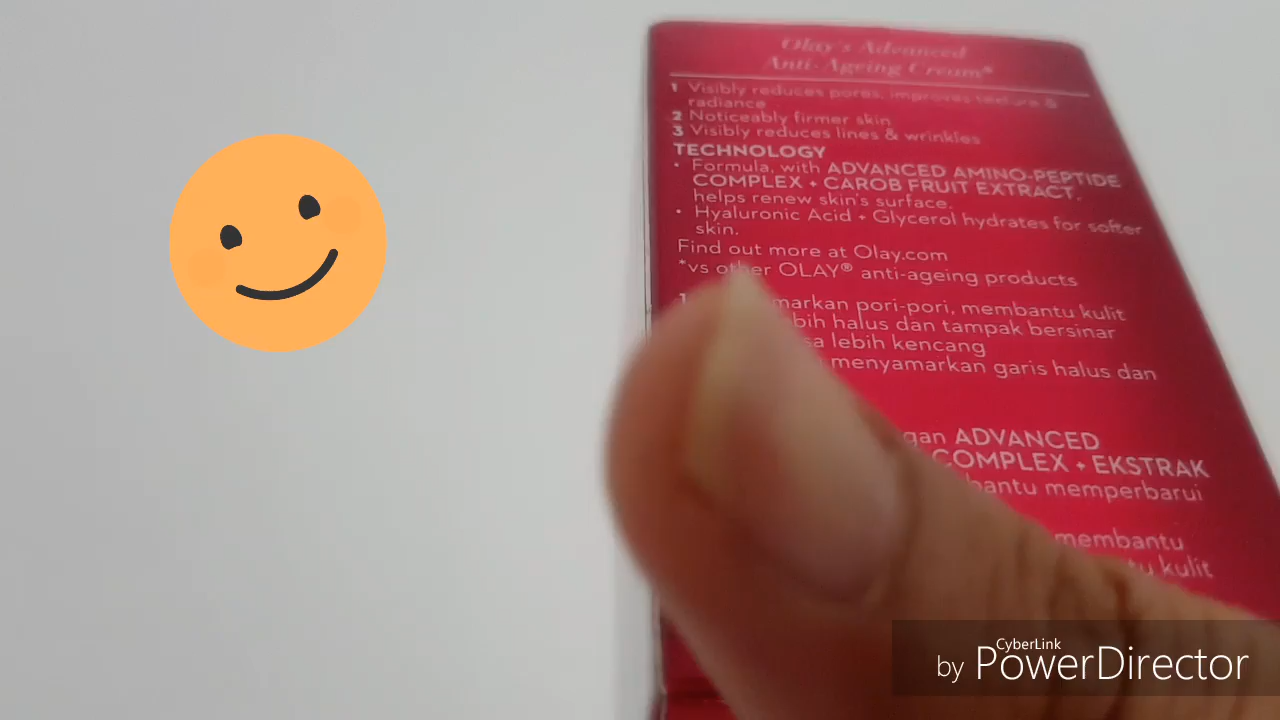 Olay's Advanced
Anti-Ageing Cream*
1 Visibly reduces pores, improves texture &
radiance
2 Noticeably firmer skin
3 Visibly reduces lines & wrinkles
TECHNOLOGY
• Formula, with ADVANCED AMINO-PEPTIDE
COMPLEX + CAROB FRUIT EXTRACT.
helps renew skin's surface.
• Hyaluronic Acid + Glycerol hydrates for softer
skin.
Find out more at Olay.com
*vs other OLAY® anti-ageing products
1 markan pori-pori, membantu kulit
bih halus dan tampak bersinar
sa lebih kencang
menyamarkan garis halus dan
gan ADVANCED
COMPLEX + EKSTRAK
bantu memperbarui
membantu
tu kulit
CyberLink
by PowerDirector